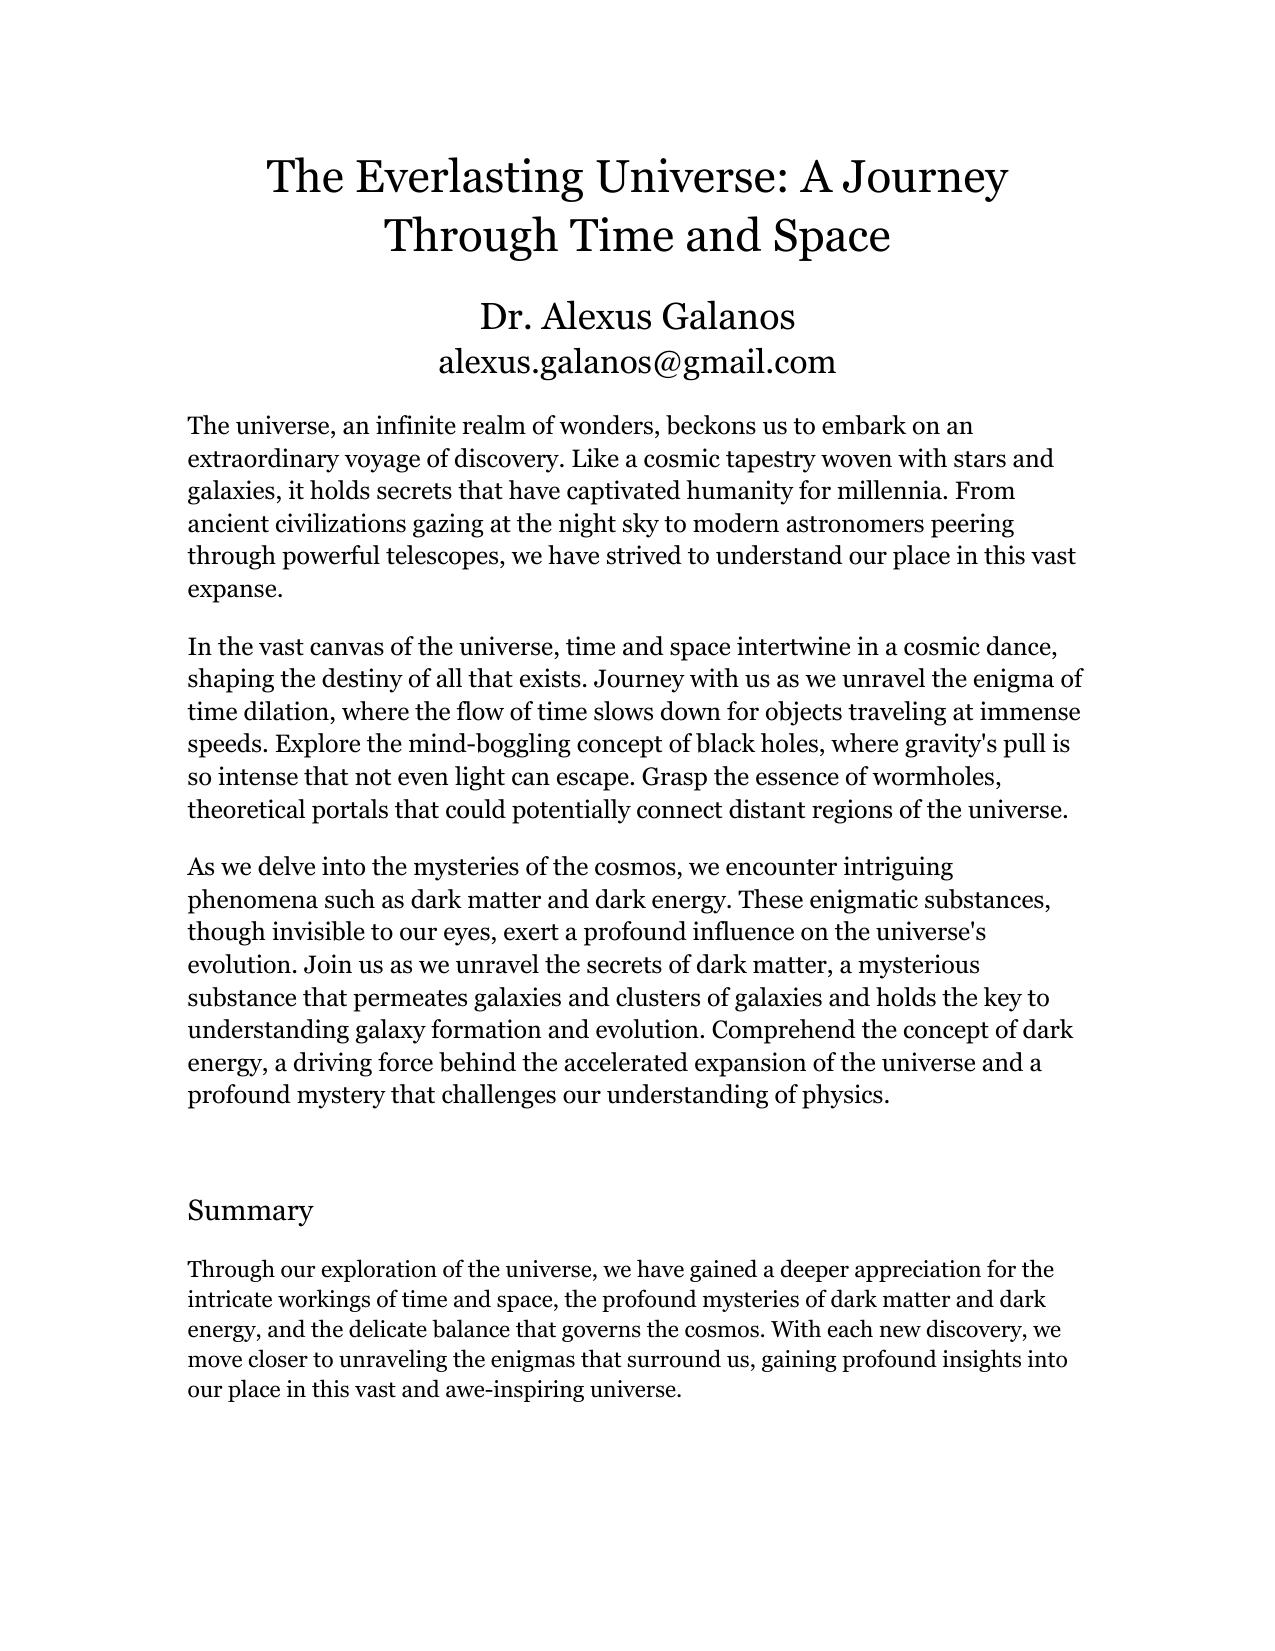 The Everlasting Universe: A Journey
Through Time and Space
Dr. Alexus Galanos
alexus.galanos@gmail.com
The universe, an infinite realm of wonders, beckons us to embark on an
extraordinary voyage of discovery. Like a cosmic tapestry woven with stars and
galaxies, it holds secrets that have captivated humanity for millennia. From
ancient civilizations gazing at the night sky to modern astronomers peering
through powerful telescopes, we have strived to understand our place in this vast
expanse.
In the vast canvas of the universe, time and space intertwine in a cosmic dance,
shaping the destiny of all that exists. Journey with us as we unravel the enigma of
time dilation, where the flow of time slows down for objects traveling at immense
speeds. Explore the mind-boggling concept of black holes, where gravity's pull is
so intense that not even light can escape. Grasp the essence of wormholes,
theoretical portals that could potentially connect distant regions of the universe.
As we delve into the mysteries of the cosmos, we encounter intriguing
phenomena such as dark matter and dark energy. These enigmatic substances,
though invisible to our eyes, exert a profound influence on the universe's
evolution. Join us as we unravel the secrets of dark matter, a mysterious
substance that permeates galaxies and clusters of galaxies and holds the key to
understanding galaxy formation and evolution. Comprehend the concept of dark
energy, a driving force behind the accelerated expansion of the universe and a
profound mystery that challenges our understanding of physics.
Summary
Through our exploration of the universe, we have gained a deeper appreciation for the
intricate workings of time and space, the profound mysteries of dark matter and dark
energy, and the delicate balance that governs the cosmos. With each new discovery, we
move closer to unraveling the enigmas that surround us, gaining profound insights into
our place in this vast and awe-inspiring universe.